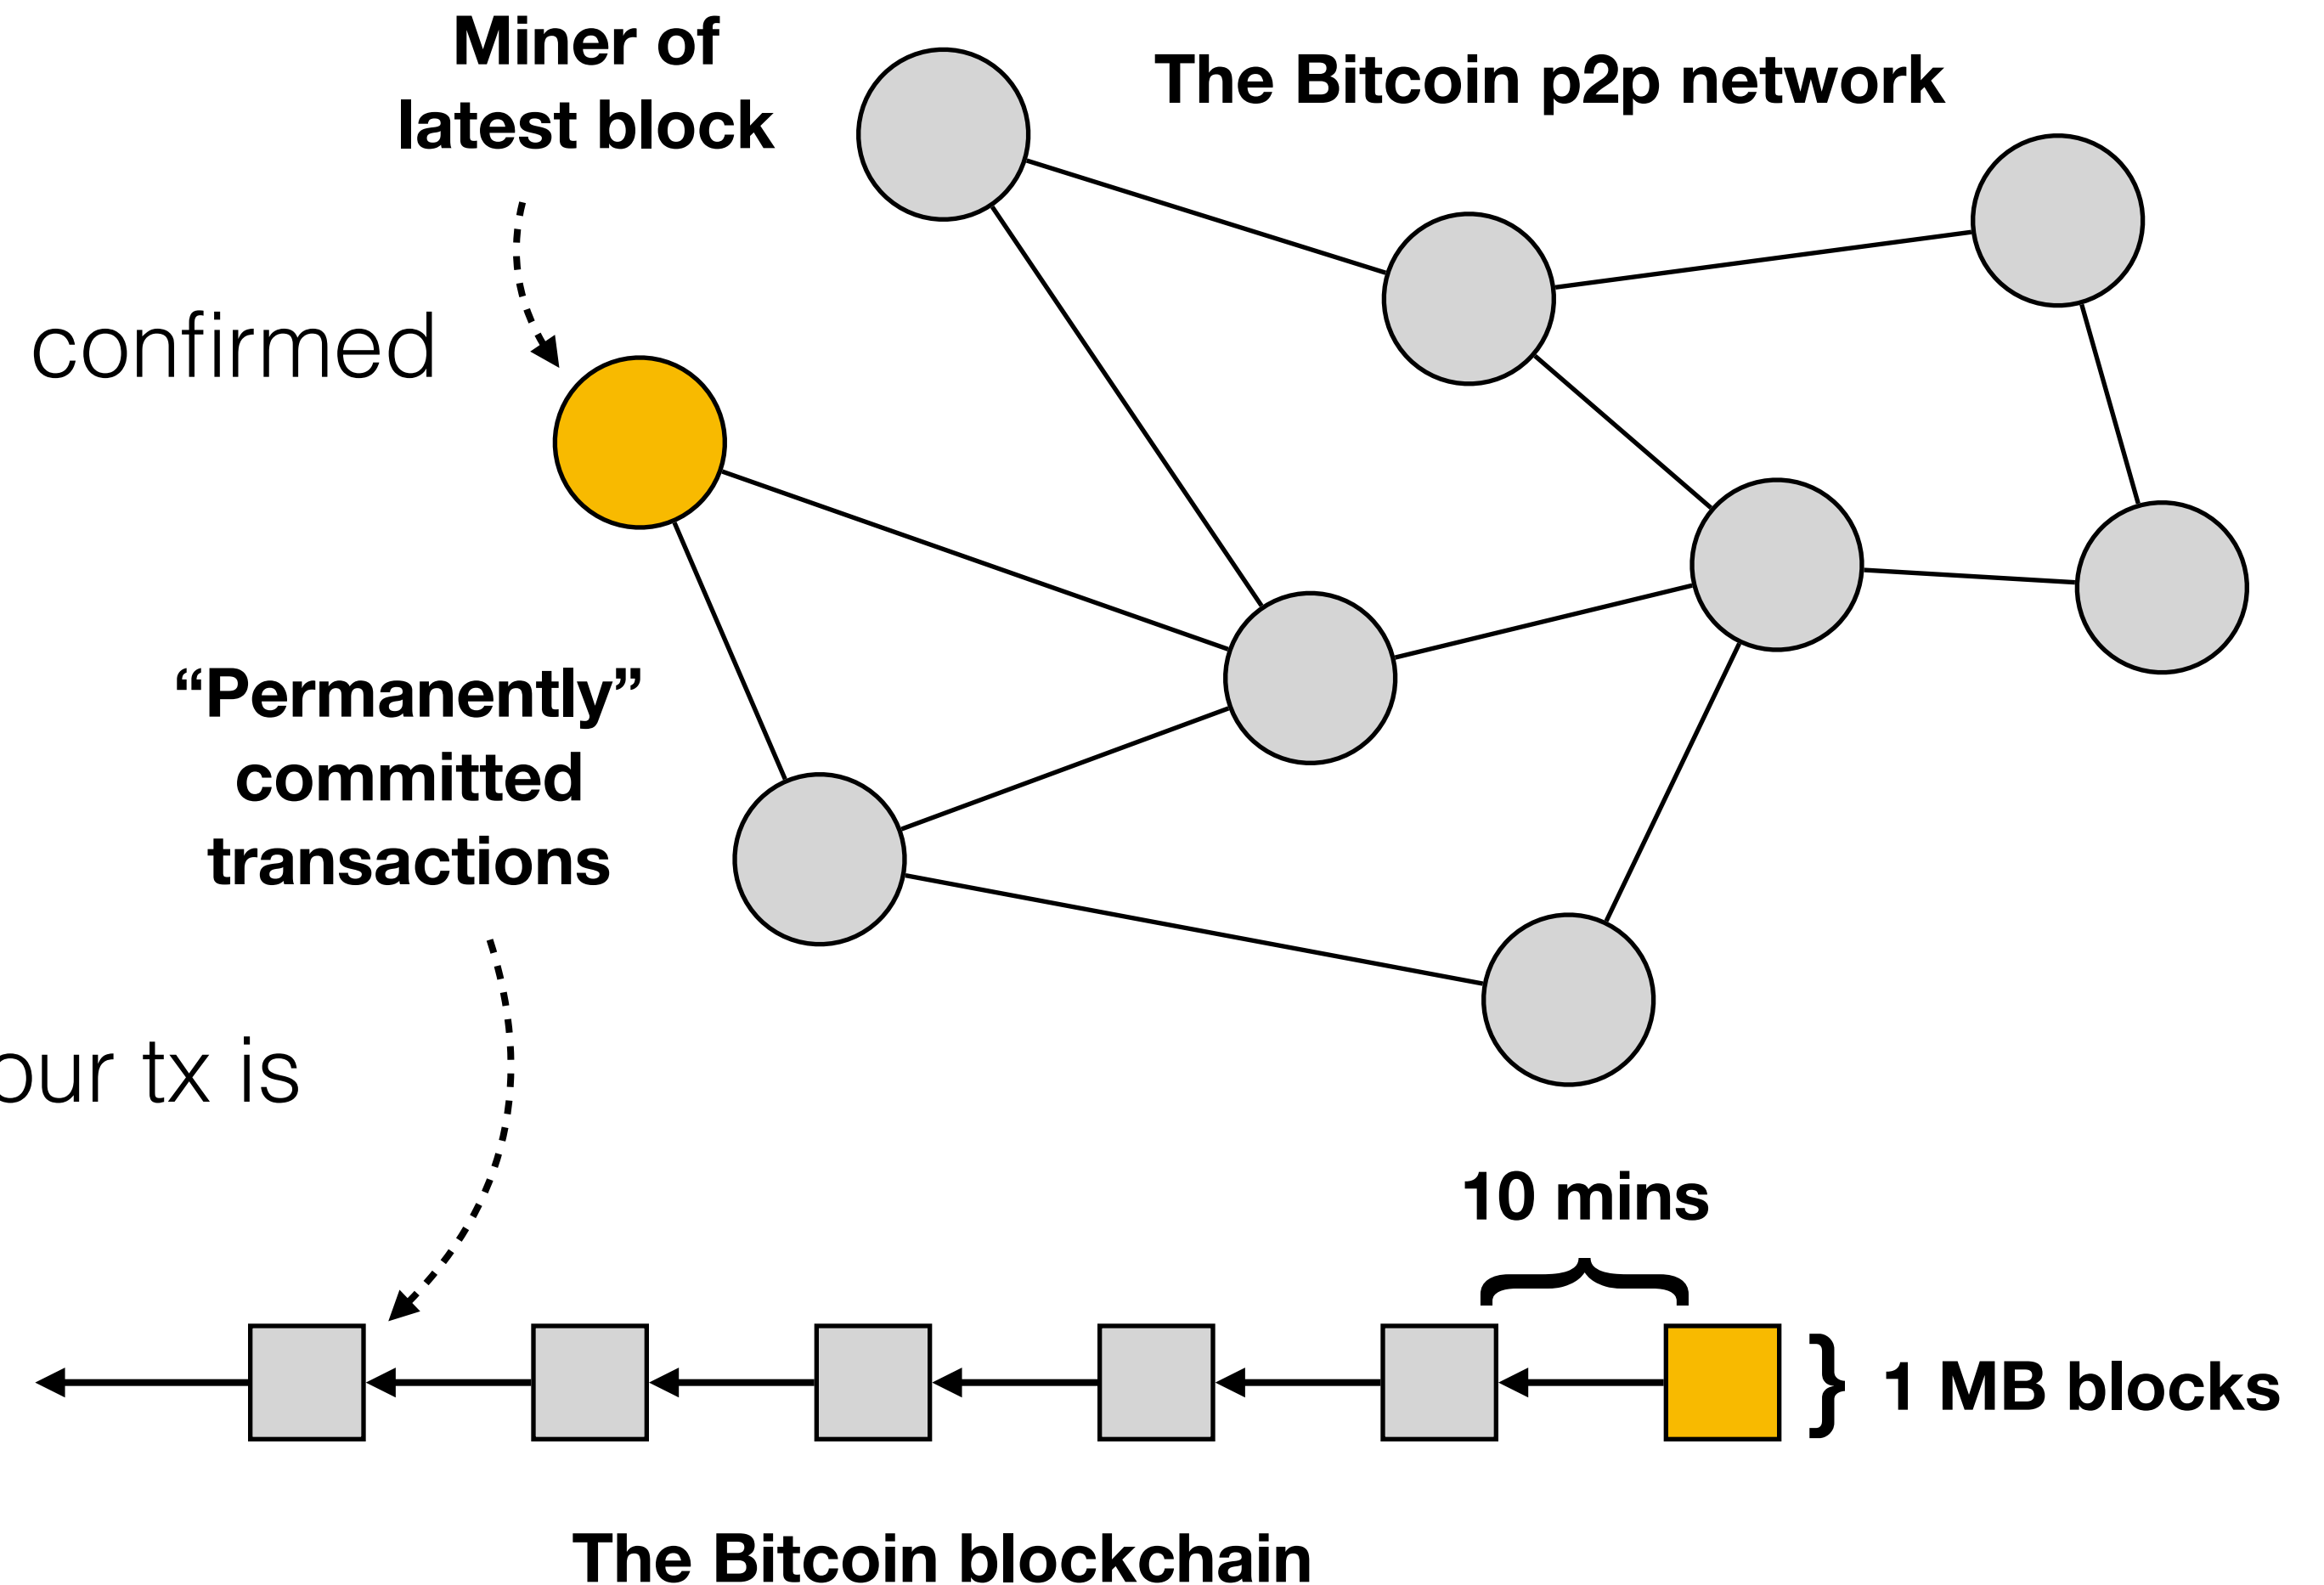 Miner of
latest block
The Bitcoin p2p network
confirmed
“Permanently”
committed
transactions
tx is
10 mins
1 MB blocks
The Bitcoin blockchain